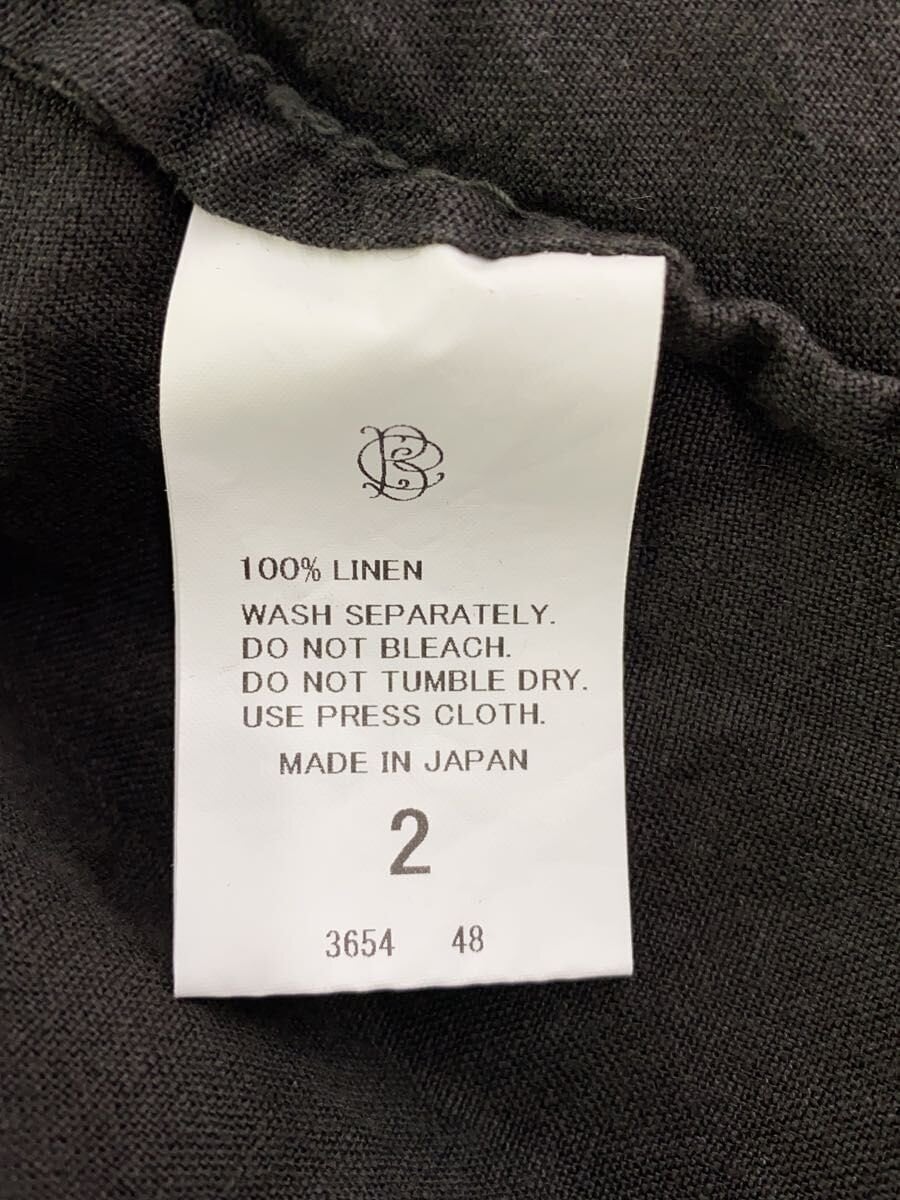 100% LINEN
WASH SEPARATELY.
DO NOT BLEACH.
DO NOT TUMBLE DRY.
USE PRESS CLOTH.
MADE IN JAPAN
2
3654 48